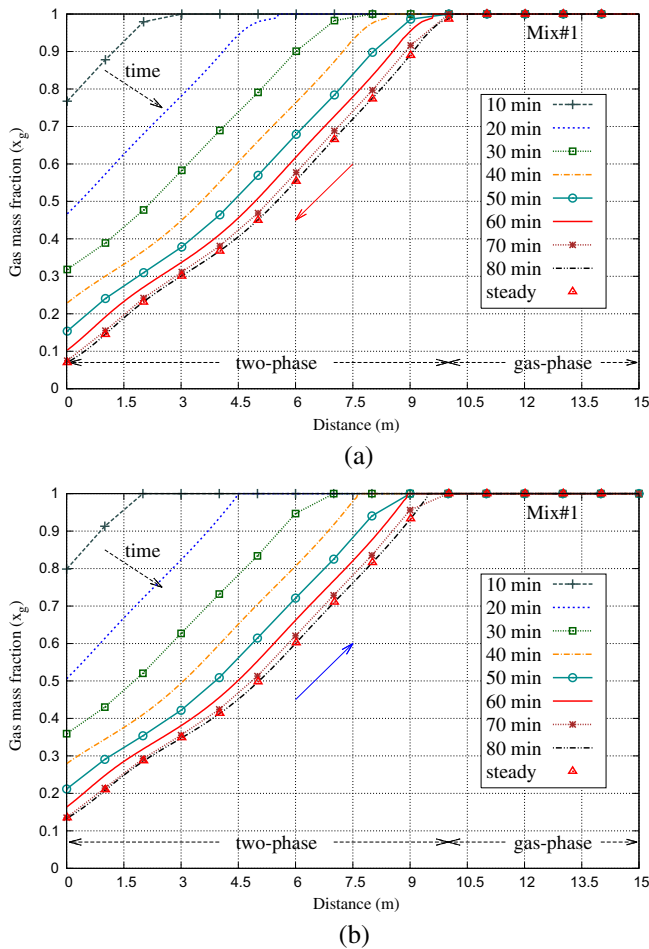 1
Mix#1
0.9
time
0.8
10 min
20 min
0.7
30 min
0.6
40 min
50 min
0.5
60 min
0.4
70 min
0.3
80 min
steady
0.2
0.1
two-phase
gas-phase
0
Gas mass fraction (x_g)
0 1.5 3 4.5 6 7.5 9 10.5 12 13.5 15
Distance (m)
(a)
1
Mix#1
0.9
time
0.8
10 min
20 min
0.7
30 min
0.6
40 min
50 min
0.5
60 min
0.4
70 min
0.3
80 min
steady
0.2
0.1
two-phase
gas-phase
0
Gas mass fraction (x_g)
0 1.5 3 4.5 6 7.5 9 10.5 12 13.5 15
Distance (m)
(b)